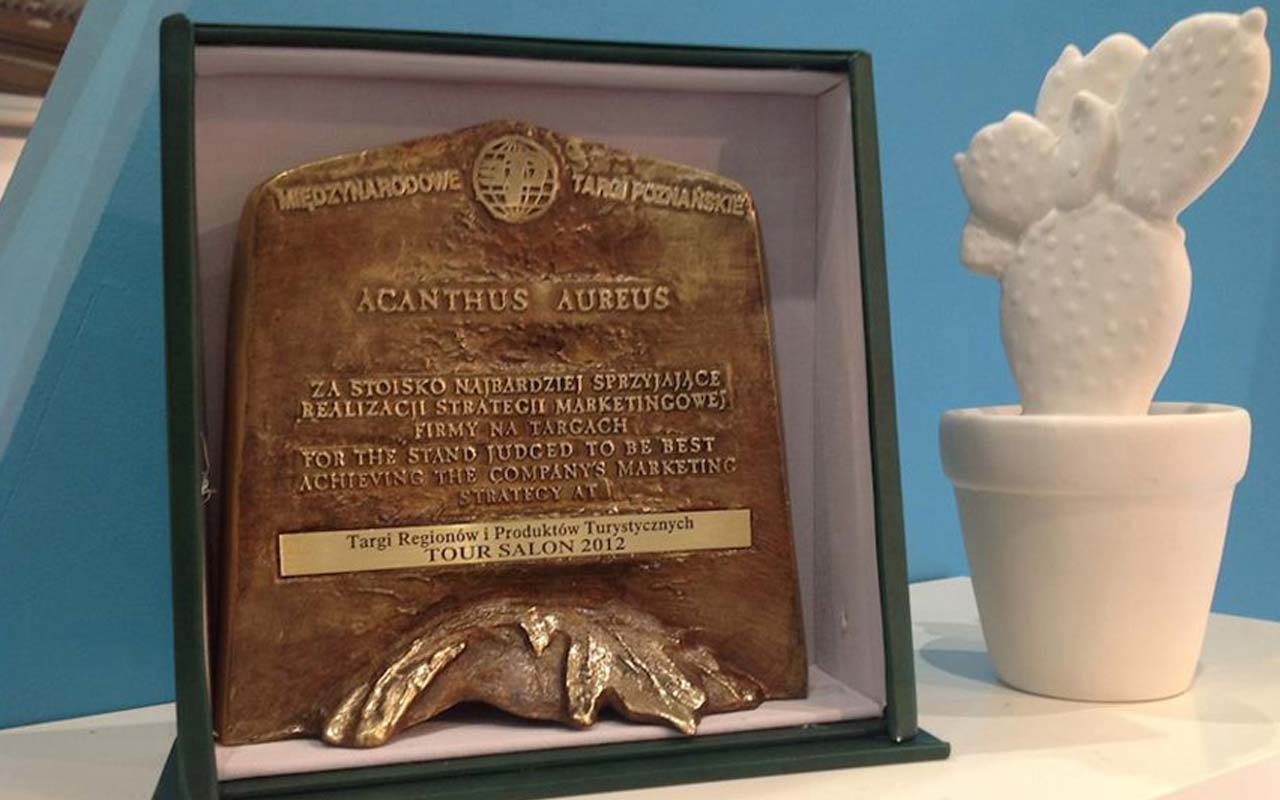 MIĘDZYNARODOWE TARGI POZNAŃSKIE
ACANTHUS AUREUS
ZA STOISKO NAJBARDZIEJ SPRZYJAJĄCE
REALIZACJI STRATEGII MARKETINGOWEJ
FIRMY NA TARGACH
FOR THE STAND JUDGED TO BE BEST
ACHIEVING THE COMPANY'S MARKETING
STRATEGY AT
Targi Regionów i Produktów Turystycznych
TOUR SALON 2012